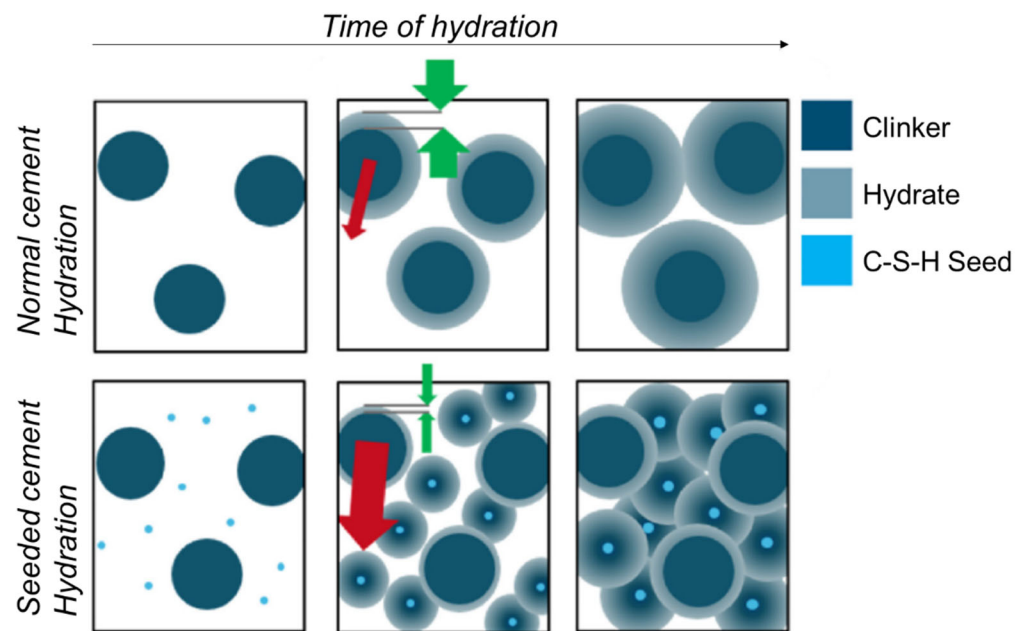 Time of hydration
Normal cement
Hydration
Clinker
Hydrate
C-S-H Seed
Seeded cement
Hydration